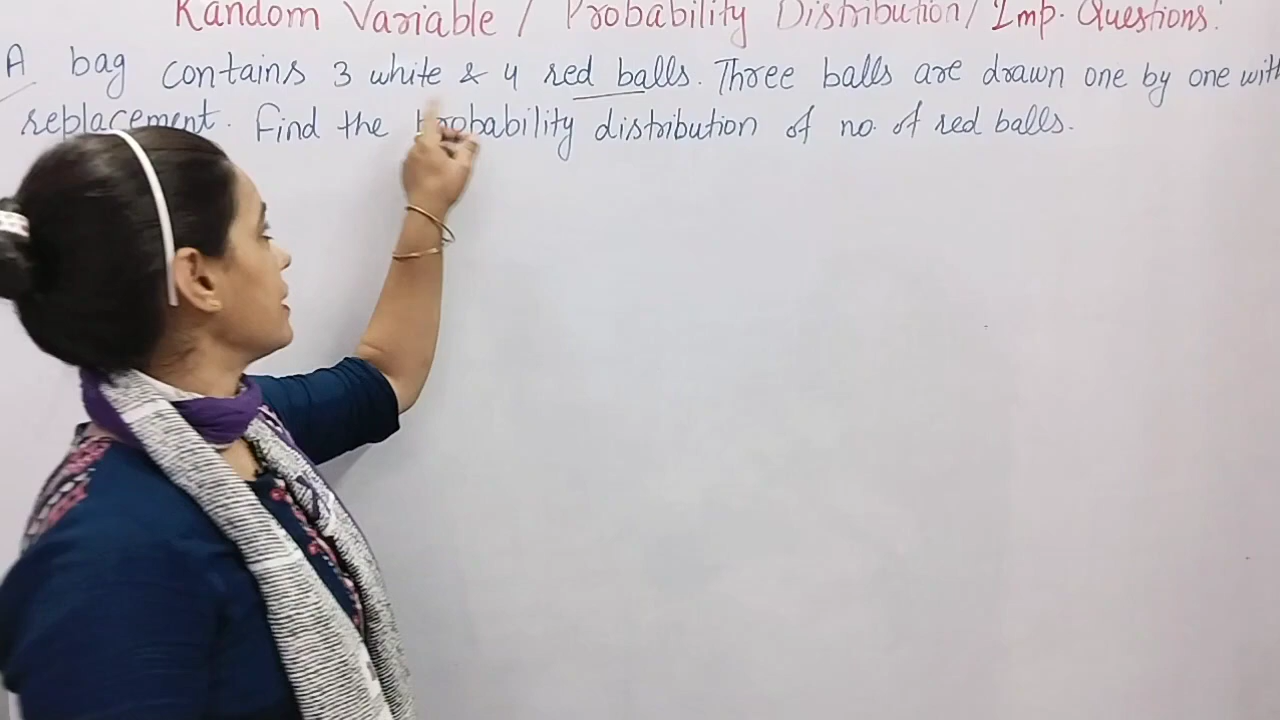 Random Variable / Probability Distribution / Imp. Questions:
A bag contains 3 white & 4 red balls. Three balls are drawn one by one with
replacement. Find the probability distribution of no. of red balls.